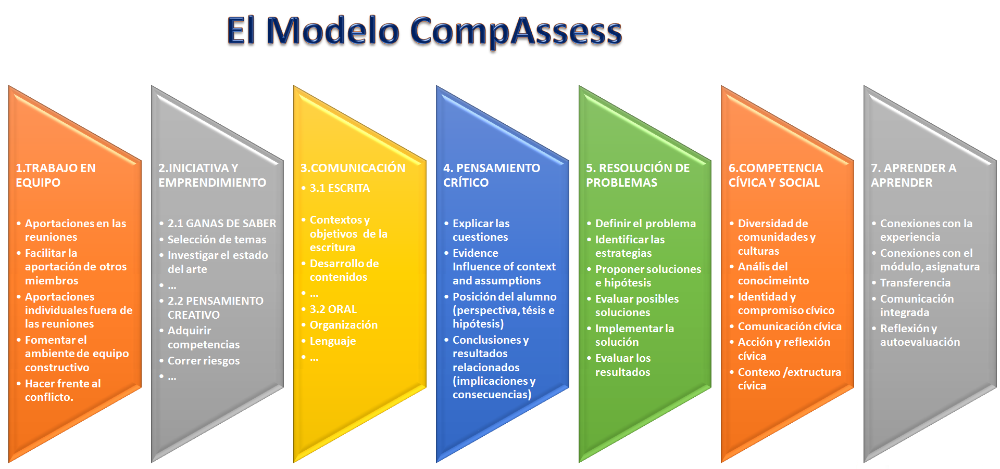 El Modelo CompAssess
1.TRABAJO EN
EQUIPO
• Aportaciones en las
reuniones
• Facilitar la
aportación de otros
miembros
• Aportaciones
individuales fuera de
las reuniones
• Fomentar el
ambiente de equipo
constructivo
• Hacer frente al
conflicto.
2.INICIATIVA Y
EMPRENDIMIENTO
• 2.1 GANAS DE SABER
• Selección de temas
• Investigar el estado
del arte
• ...
• 2.2 PENSAMIENTO
CREATIVO
• Adquirir
competencias
• Correr riesgos
• ...
3.COMUNICACIÓN
• 3.1 ESCRITA
• Contextos y
objetivos de la
escritura
• Desarrollo de
contenidos
• ...
• 3.2 ORAL
• Organización
• Lenguaje
• ...
4. PENSAMIENTO
CRÍTICO
• Explicar las
cuestiones
• Evidence
Influence of context
and assumptions
• Posición del alumno
(perspectiva, tésis e
hipótesis)
• Conclusiones y
resultados
relacionados
(implicaciones y
consecuencias)
5. RESOLUCIÓN DE
PROBLEMAS
• Definir el problema
• Identificar las
estrategias
• Proponer soluciones
e hipótesis
• Evaluar posibles
soluciones
• Implementar la
solución
• Evaluar los
resultados
6.COMPETENCIA
CÍVICA Y SOCIAL
• Diversidad de
comunidades y
culturas
• Anális del
conocimeinto
• Identidad y
compromiso cívico
• Comunicación cívica
• Acción y reflexión
cívica
• Contexo /extructura
cívica
7. APRENDER A
APRENDER
• Conexiones con la
experiencia
• Conexiones con el
módulo, asignatura
• Transferencia
• Comunicación
integrada
• Reflexión y
autoevaluación